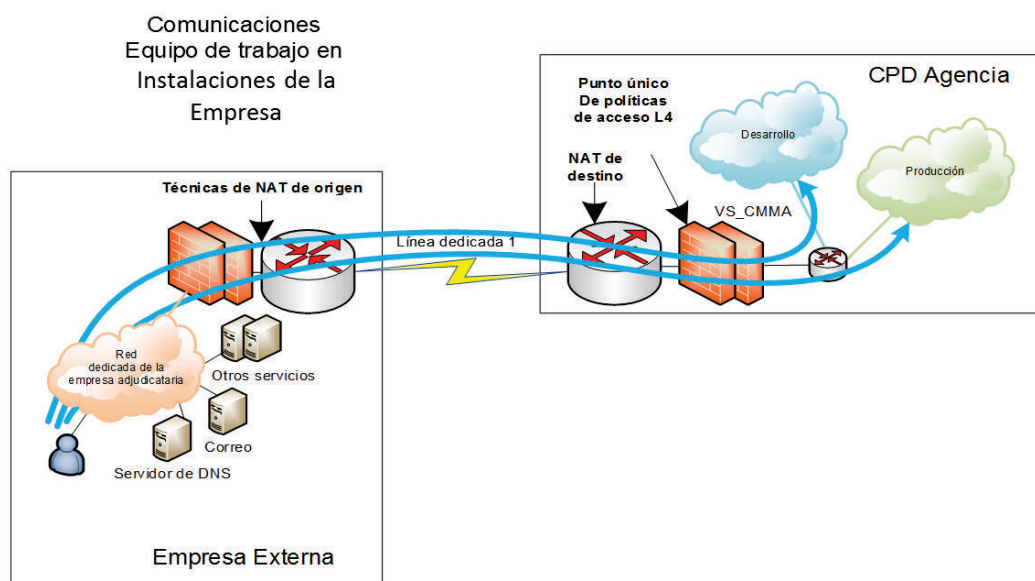 Comunicaciones
Equipo de trabajo en
Instalaciones de la
Empresa
CPD Agencia
Punto único
De políticas
de acceso L4
Desarrollo
NAT de
destino
Producción
VS_CMMA
Técnicas de NAT de origen
Línea dedicada 1
Red
dedicada de la
empresa adjudicataria
Otros servicios
Correo
Servidor de DNS
Empresa Externa